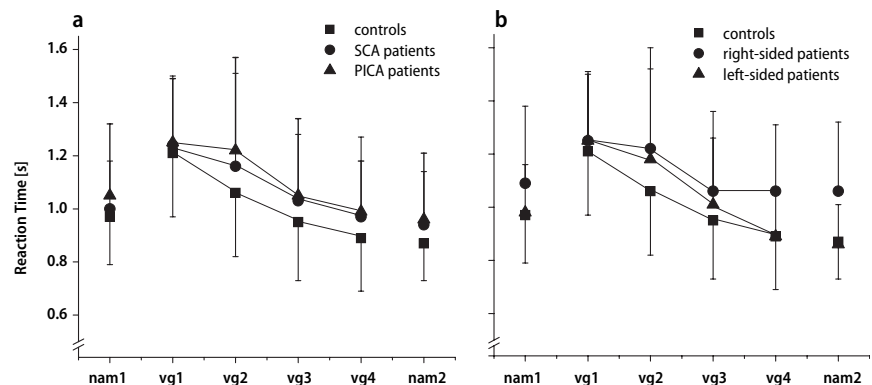 a
controls
SCA patients
PICA patients
1.6
1.4
1.2
1.0
0.8
0.6
Reaction Time [s]
nam1 vg1 vg2 vg3 vg4 nam2
b
controls
right-sided patients
left-sided patients
nam1 vg1 vg2 vg3 vg4 nam2